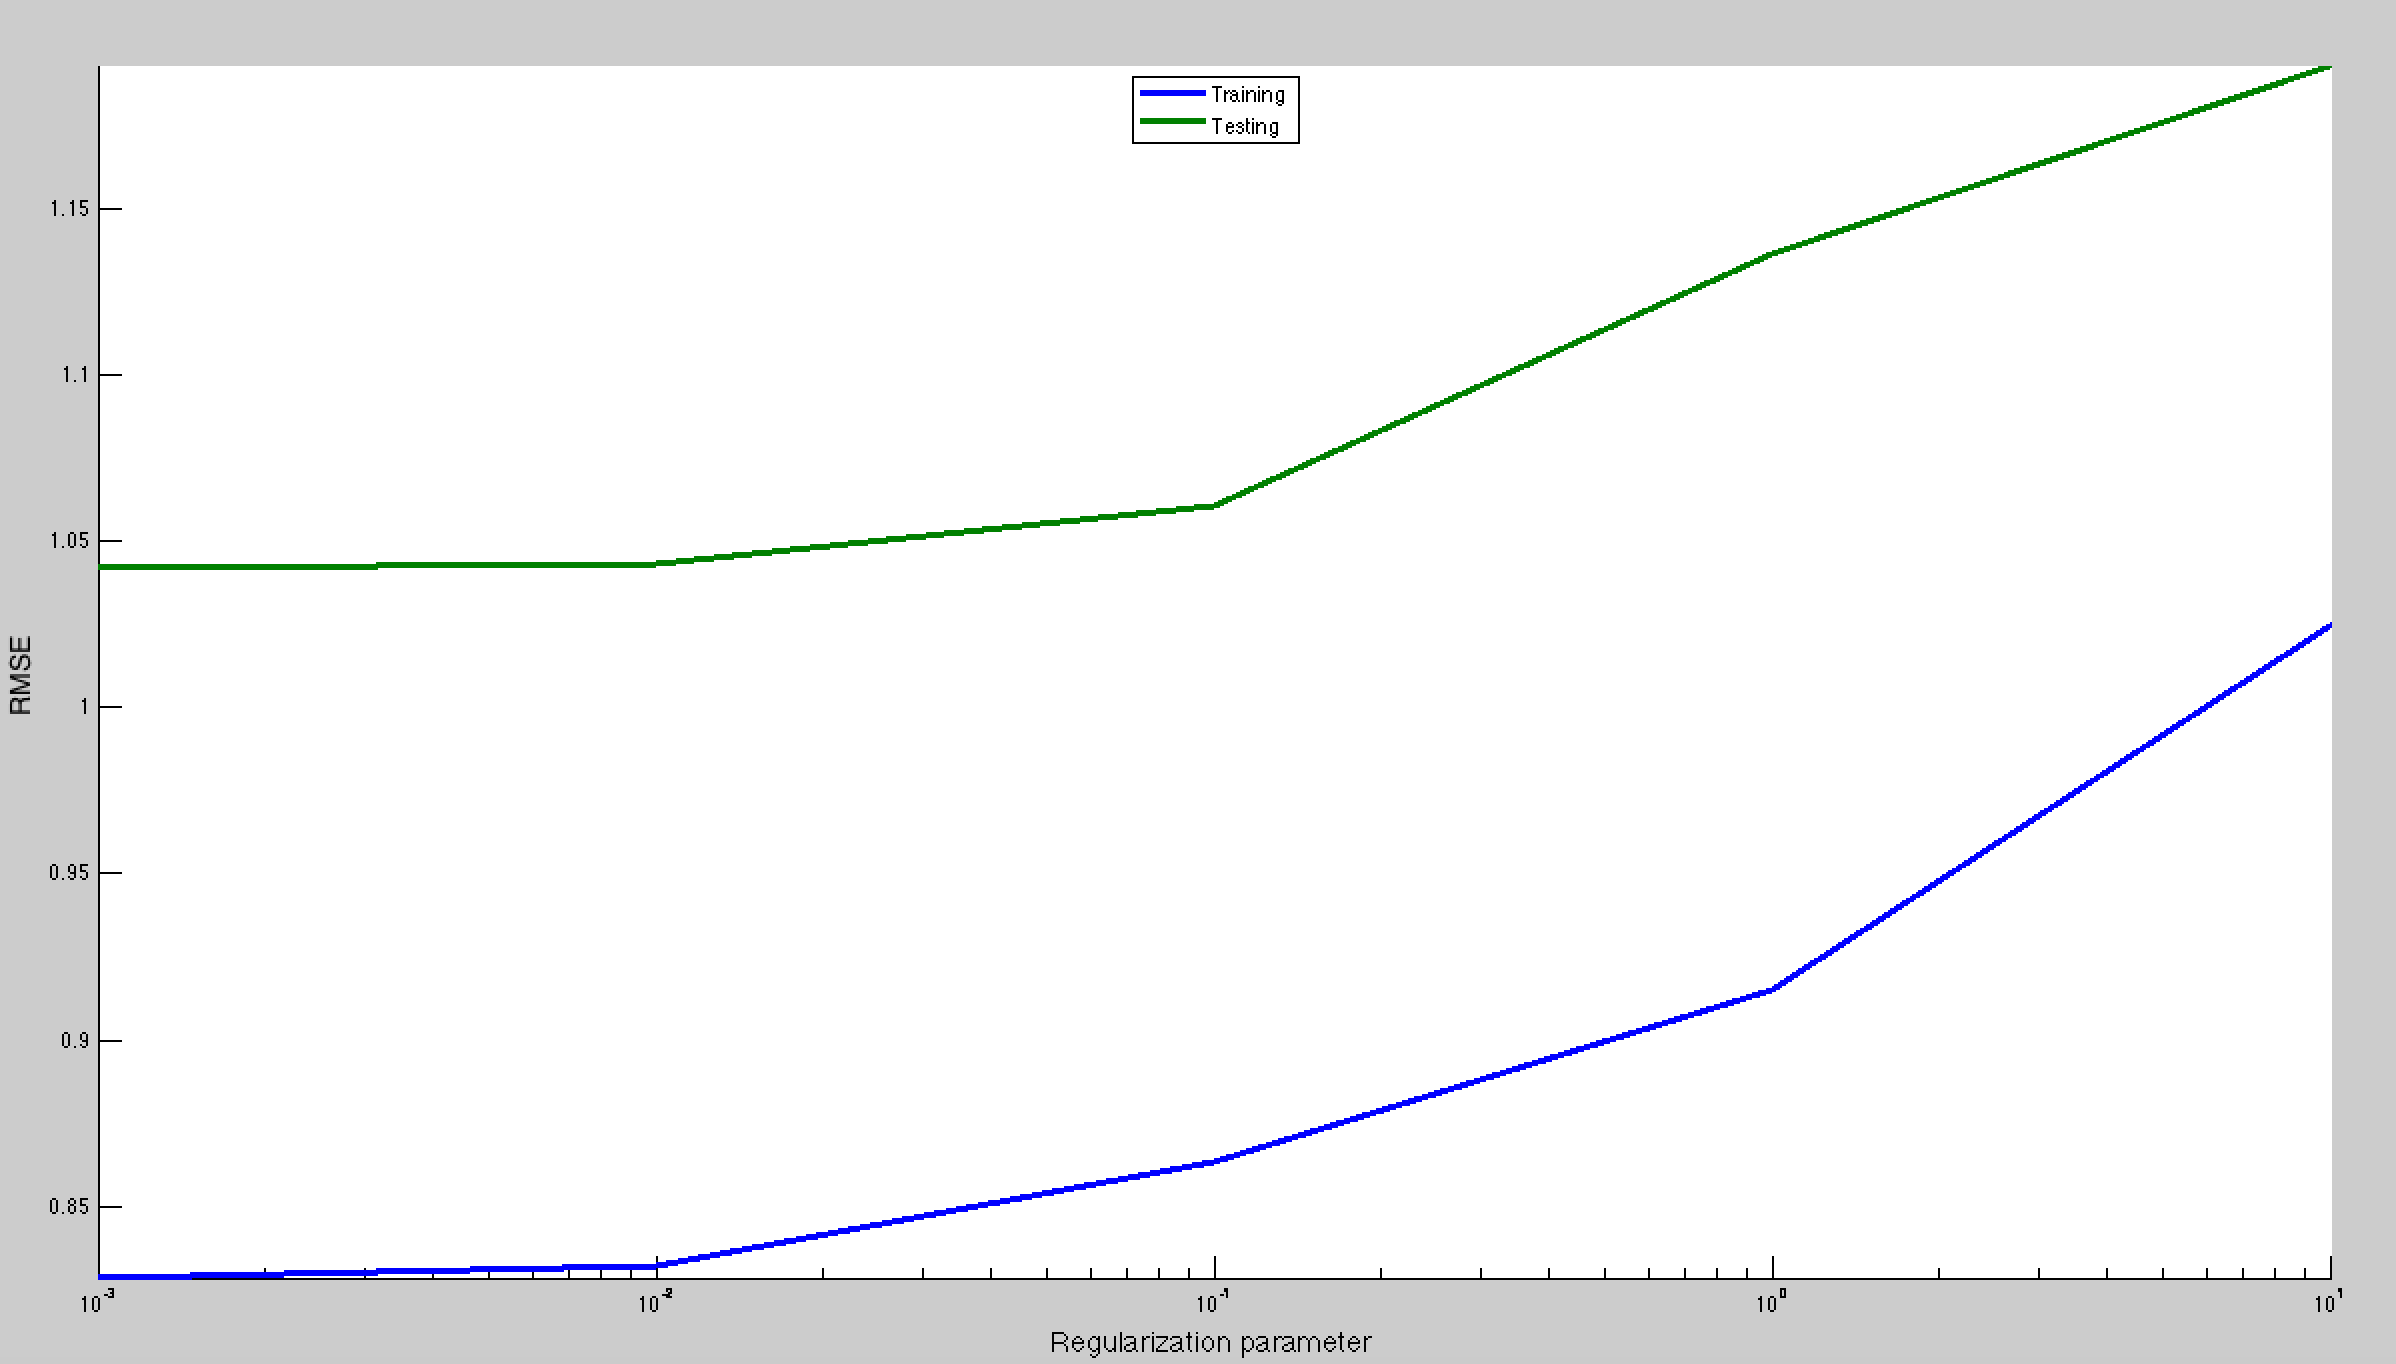 Training
Testing
1.15
1.1
1.05
1
0.95
0.9
0.85
RMSE
10⁻³ 10⁻² 10⁻¹ 10⁰ 10¹
Regularization parameter